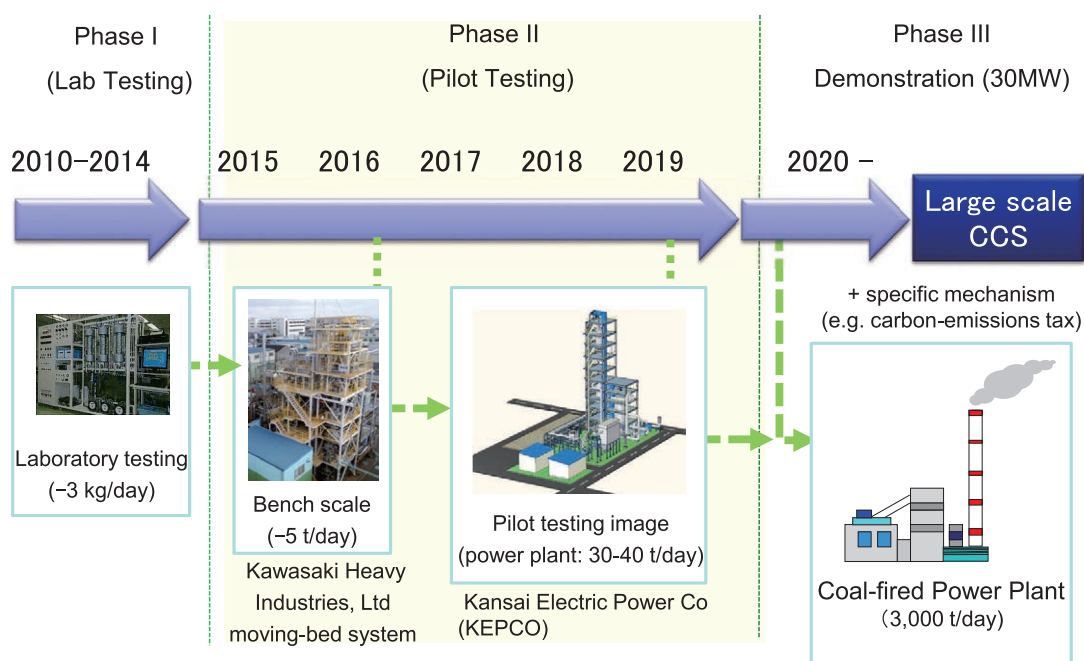 Phase I
(Lab Testing)
Phase II
(Pilot Testing)
Phase III
Demonstration (30MW)
2010−2014
2015
2016
2017
2018
2019
2020 −
Large scale
CCS
+ specific mechanism
(e.g. carbon-emissions tax)
Laboratory testing
(−3 kg/day)
Bench scale
(−5 t/day)
Kawasaki Heavy
Industries, Ltd
moving-bed system
Pilot testing image
(power plant: 30-40 t/day)
Kansai Electric Power Co
(KEPCO)
Coal-fired Power Plant
(3,000 t/day)